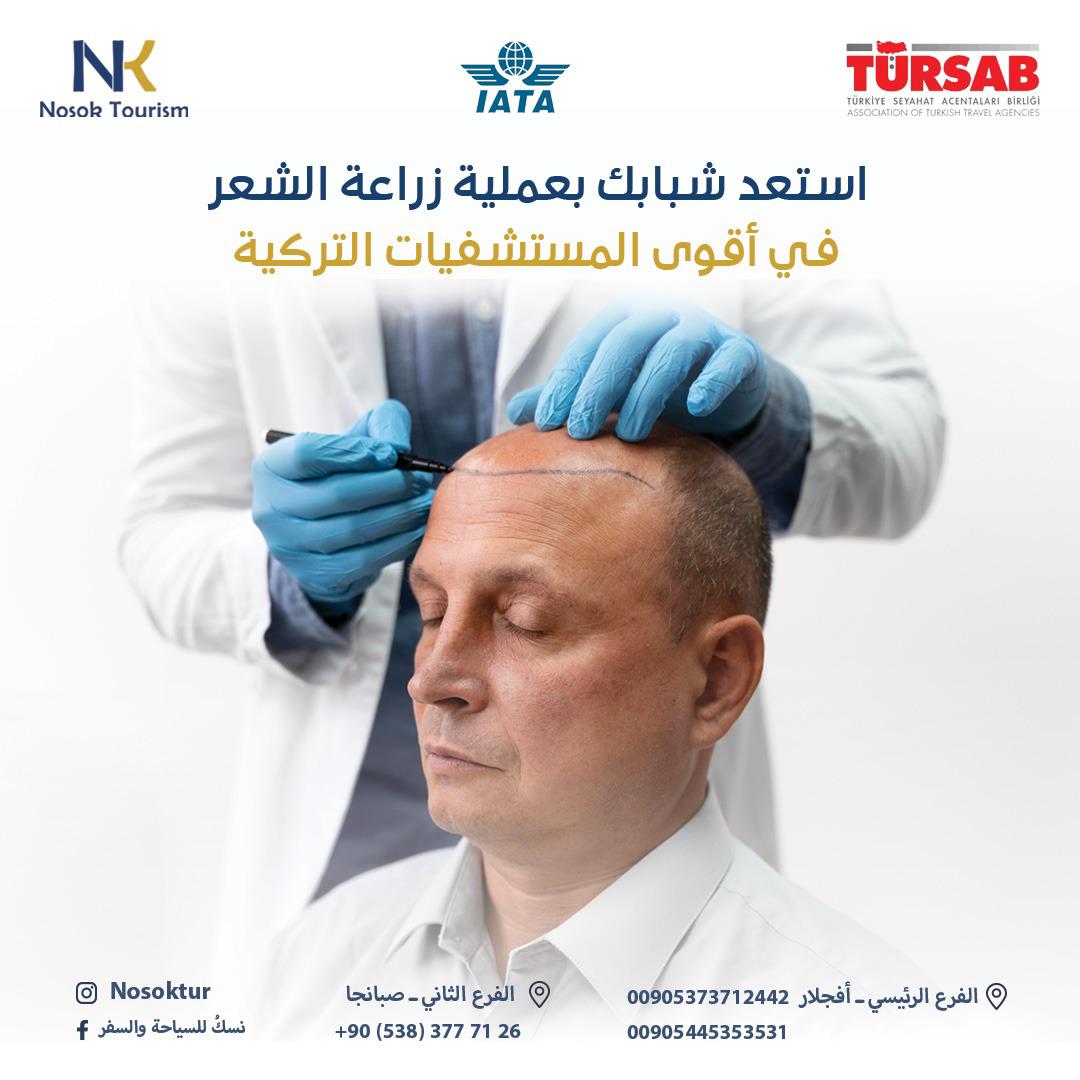 NK
Nosok Tourism
IATA
TÜRSAB
TÜRKİYE SEYAHAT ACENTALARI BİRLİĞİ
ASSOCIATION OF TURKISH TRAVEL AGENCIES
استعد شبابك بعملية زراعة الشعر
في أقوى المستشفيات التركية
الفرع الرئيسي - أفجلار 00905373712442
00905445353531
الفرع الثاني - صبانجا
+90 (538) 377 71 26
Nosoktur
نسكُ للسياحة والسفر